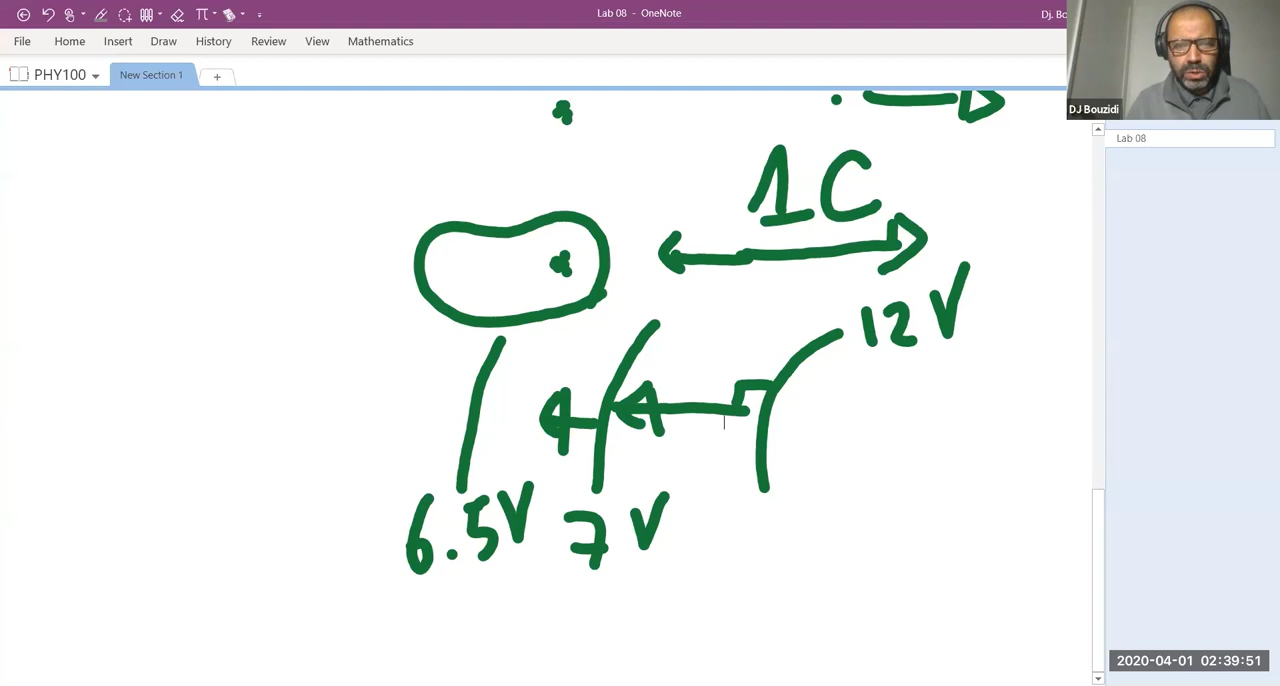 Lab 08 - OneNote
Dj. Bo
File Home Insert Draw History Review View Mathematics
PHY100
New Section 1
+
DJ Bouzidi
Lab 08
1C
12V
6.5V 7V
2020-04-01 02:39:51